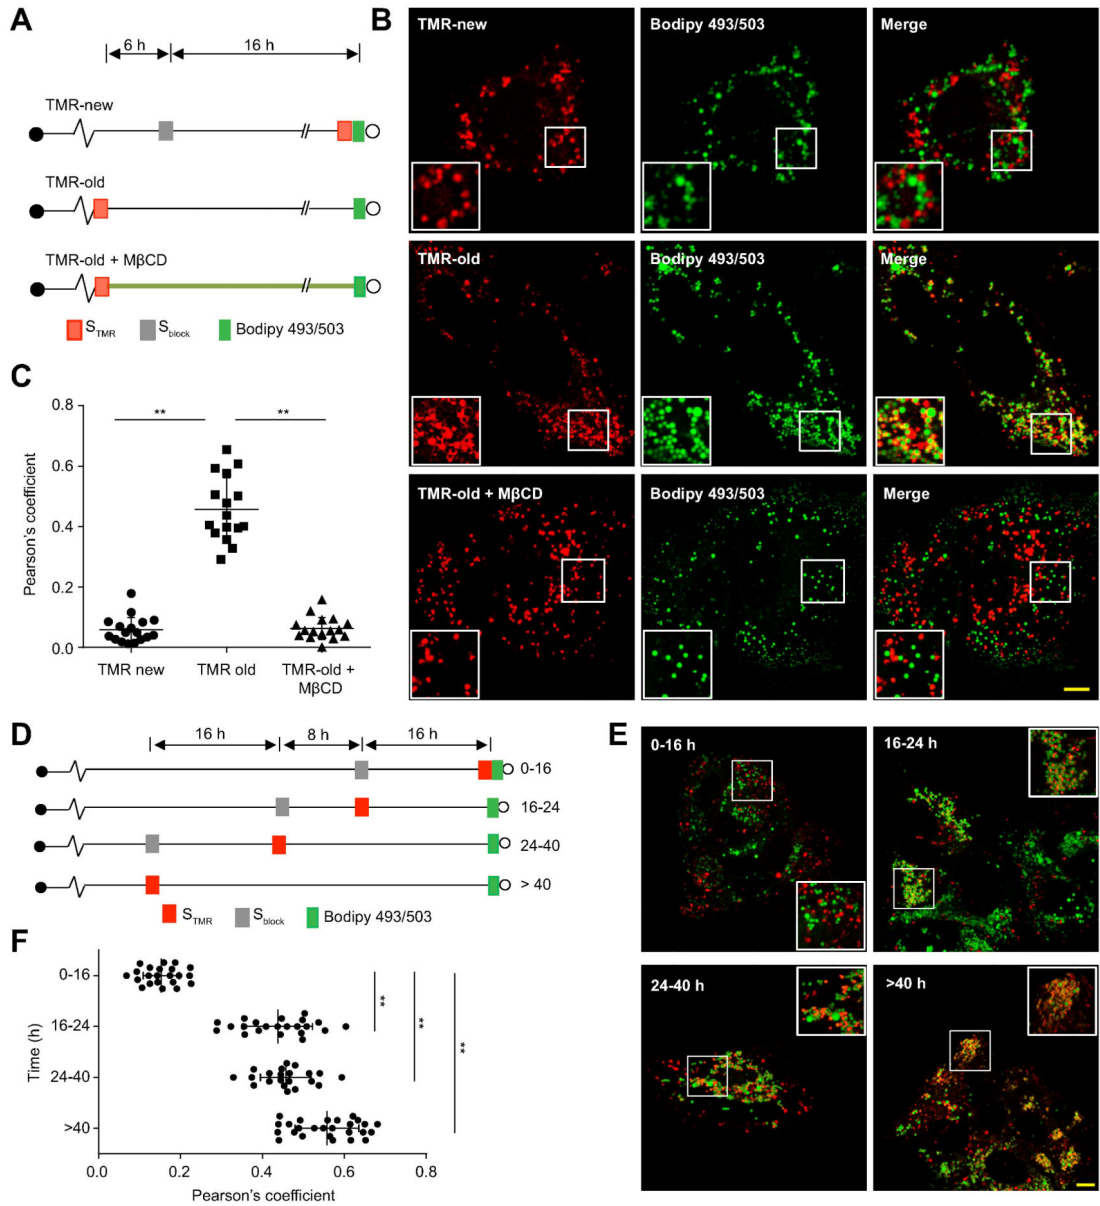 A
6 h
16 h
TMR-new
TMR-old
TMR-old + MβCD
S_TMR
S_block
Bodipy 493/503
B
TMR-new
Bodipy 493/503
Merge
TMR-old
Bodipy 493/503
Merge
TMR-old + MβCD
Bodipy 493/503
Merge
C
0.8
0.6
0.4
0.2
0.0
Pearson's coefficient
**
**
TMR new
TMR old
TMR-old +
MβCD
D
16 h
8 h
16 h
0-16
16-24
24-40
> 40
S_TMR
S_block
Bodipy 493/503
E
0-16 h
16-24 h
24-40 h
>40 h
F
Time (h)
0-16
16-24
24-40
>40
**
**
**
0.0
0.2
0.4
0.6
0.8
Pearson's coefficient